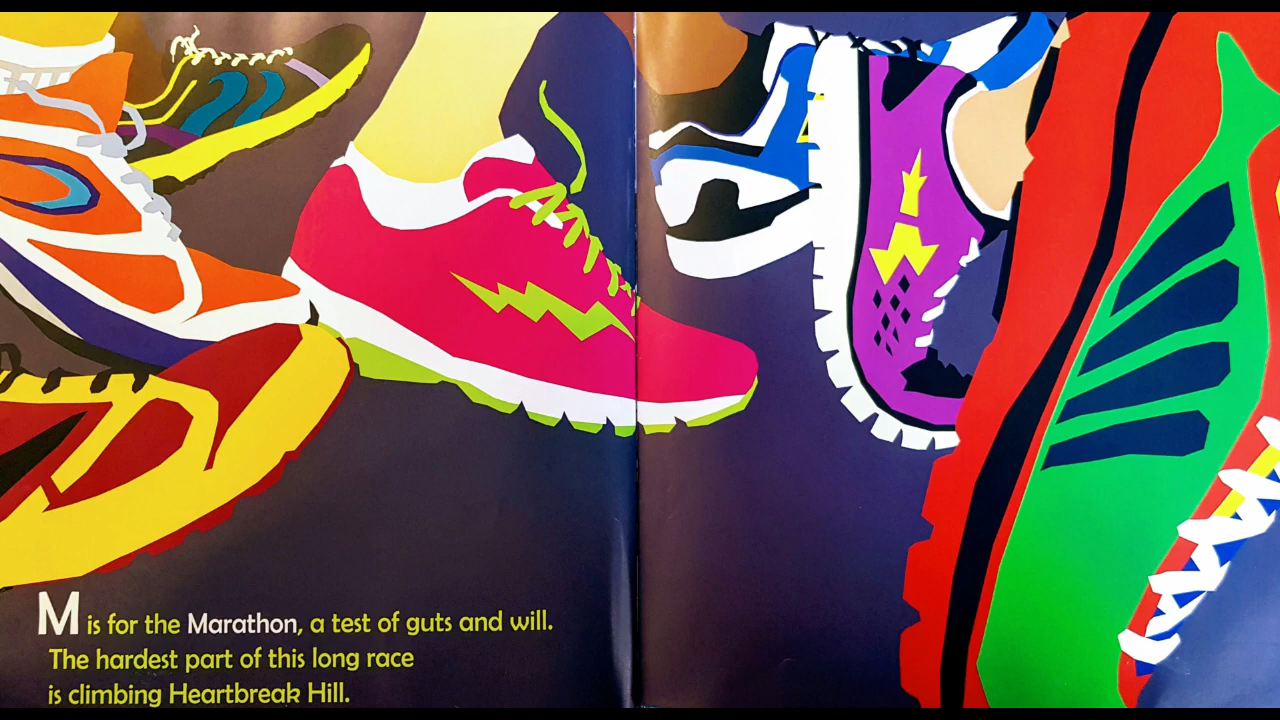 M is for the Marathon, a test of guts and will.
The hardest part of this long race
is climbing Heartbreak Hill.